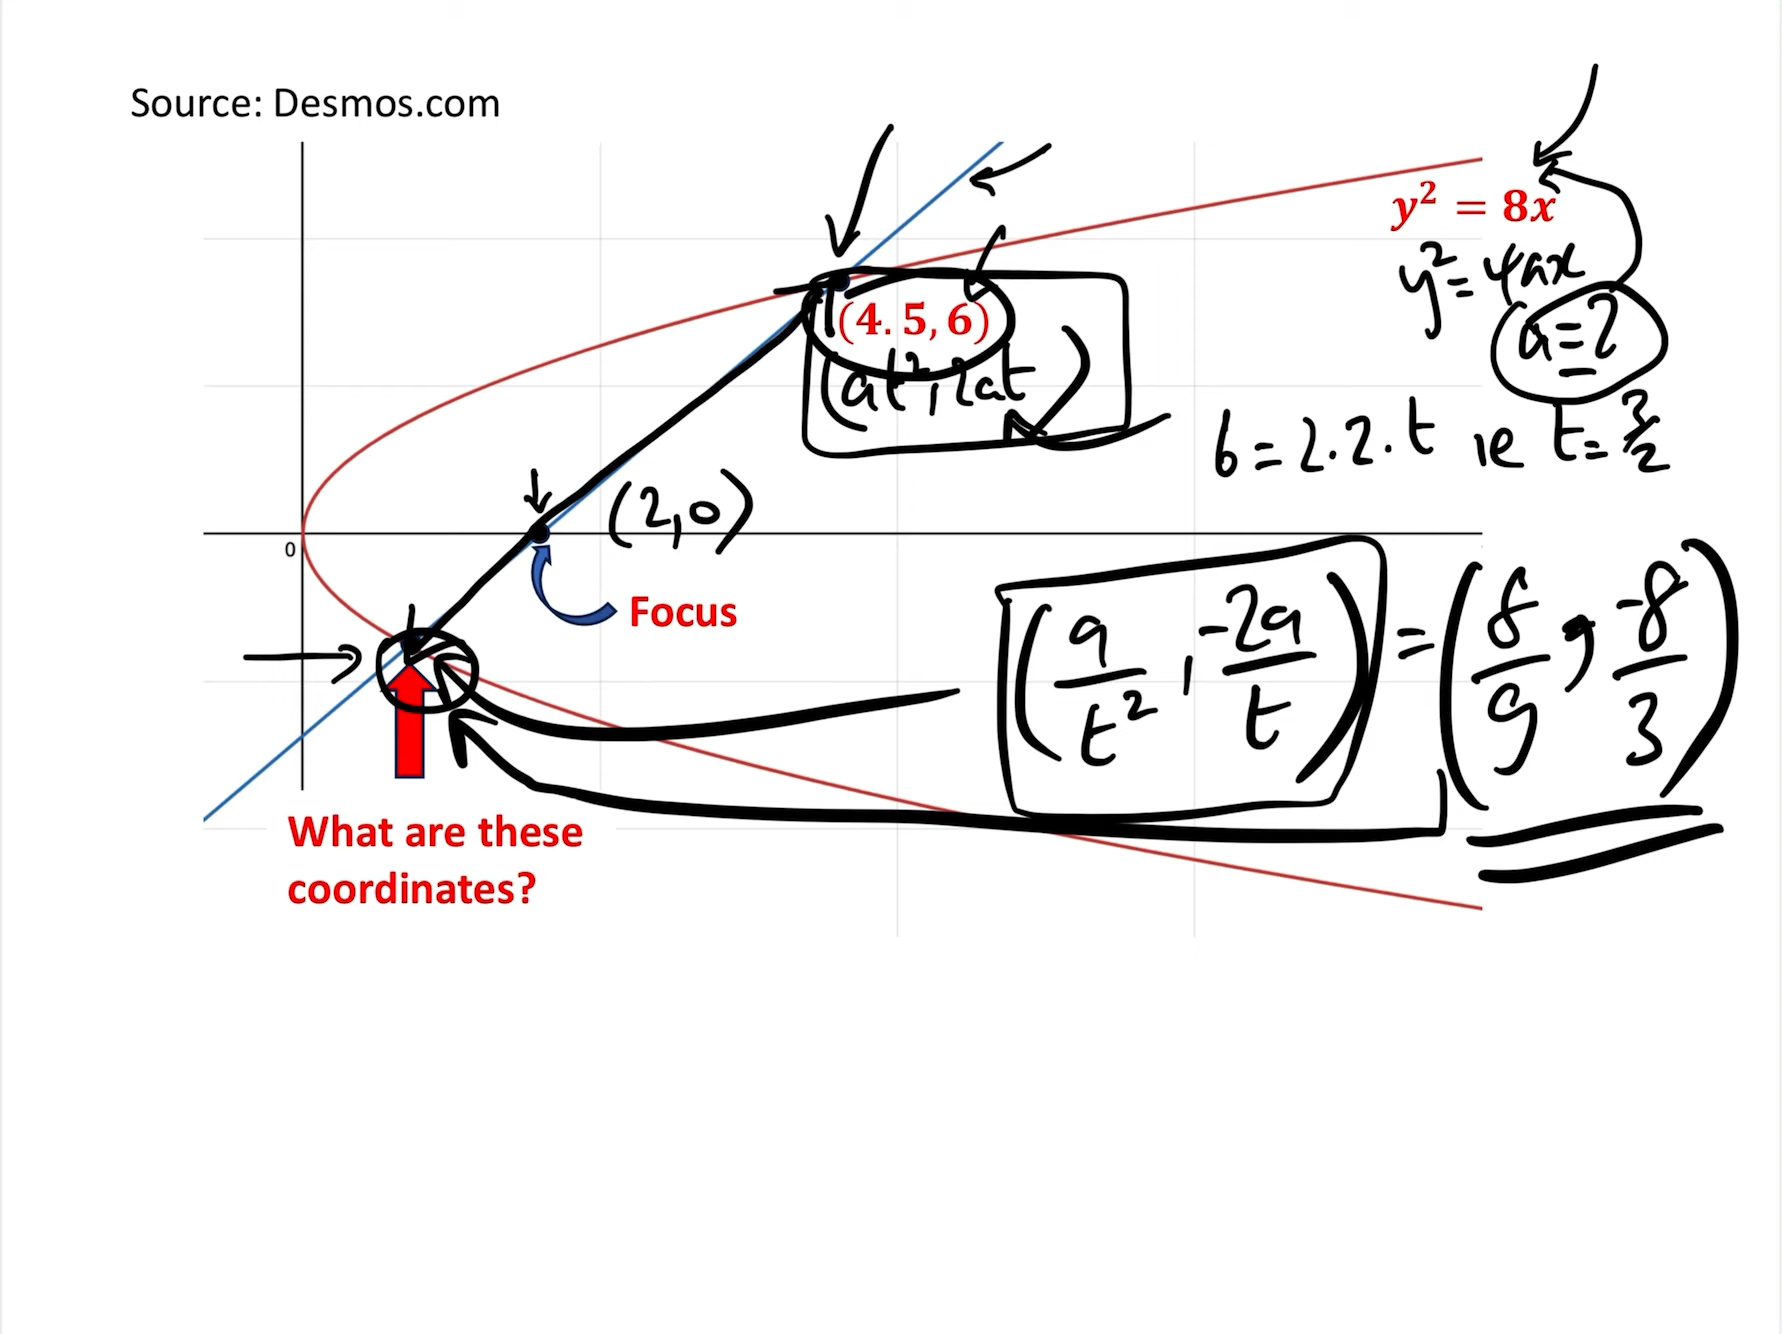 Source: Desmos.com
y² = 8x
y² = 4ax
(4.5, 6)
a = 2
(at², 2at)
6 = 2.2.t ie t = 3/2
(2,0)
0
Focus
(a/t², -2a/t) = (8/9, -8/3)
What are these
coordinates?